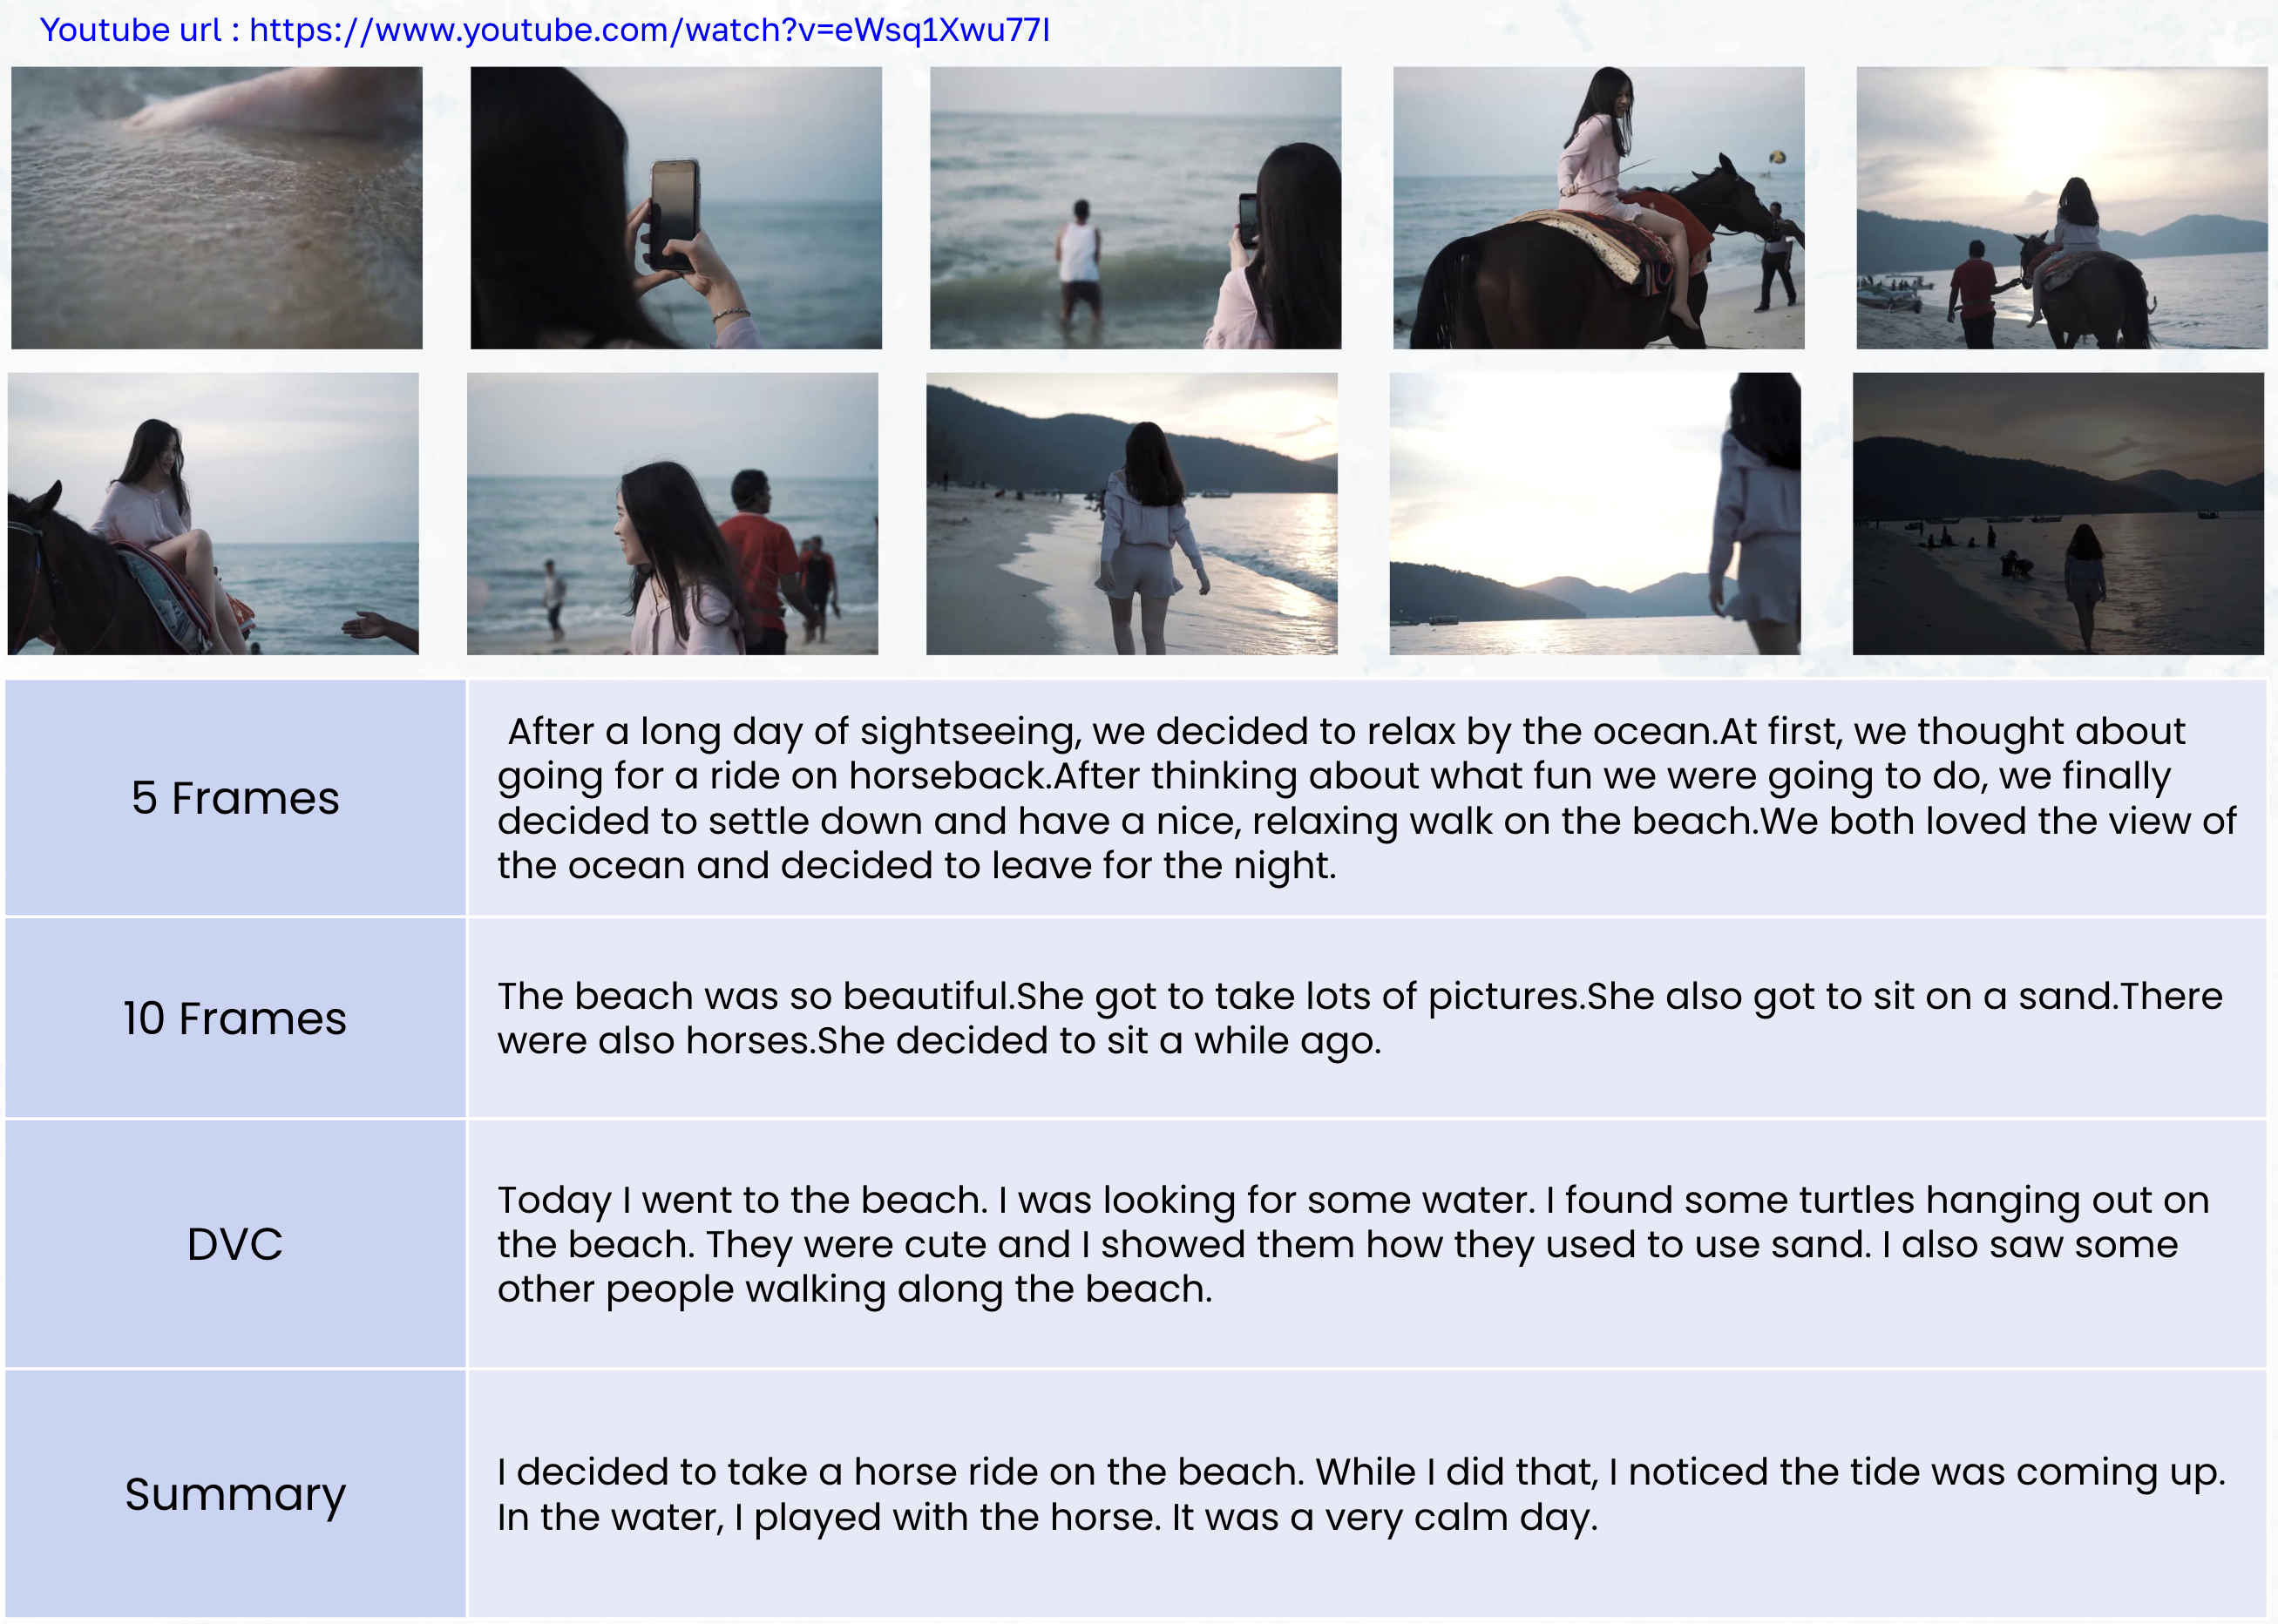 Youtube url : https://www.youtube.com/watch?v=eWsq1Xwu77I
5 Frames
After a long day of sightseeing, we decided to relax by the ocean.At first, we thought about
going for a ride on horseback.After thinking about what fun we were going to do, we finally
decided to settle down and have a nice, relaxing walk on the beach.We both loved the view of
the ocean and decided to leave for the night.
10 Frames
The beach was so beautiful.She got to take lots of pictures.She also got to sit on a sand.There
were also horses.She decided to sit a while ago.
DVC
Today I went to the beach. I was looking for some water. I found some turtles hanging out on
the beach. They were cute and I showed them how they used to use sand. I also saw some
other people walking along the beach.
Summary
I decided to take a horse ride on the beach. While I did that, I noticed the tide was coming up.
In the water, I played with the horse. It was a very calm day.